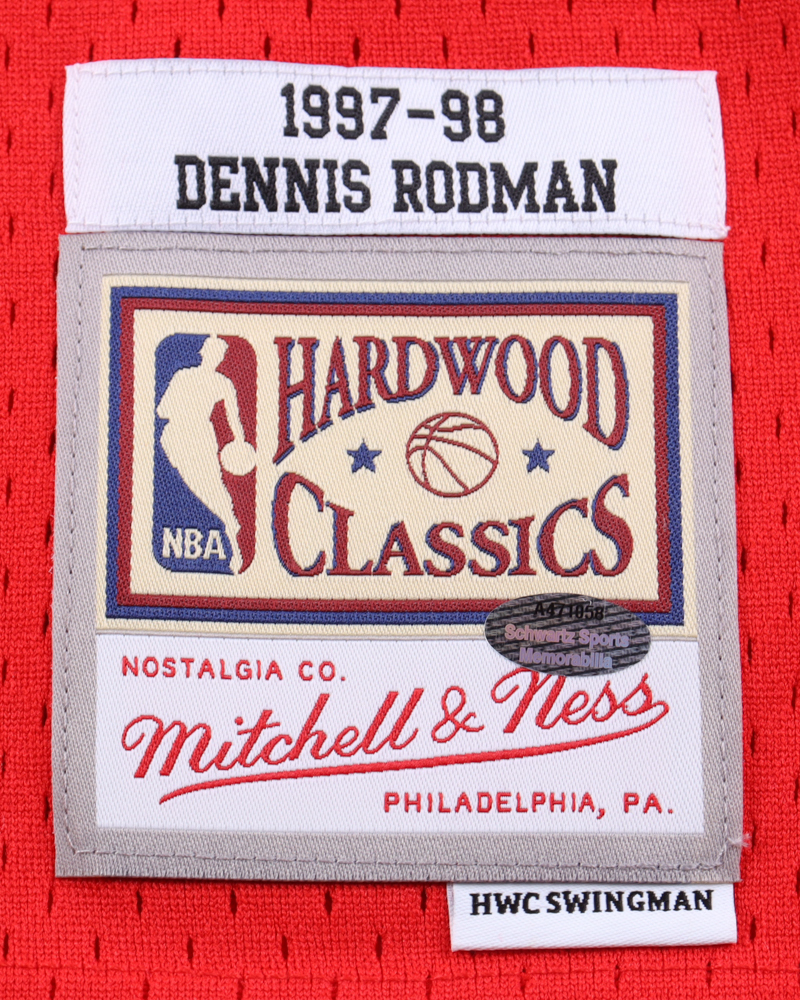 1997-98
DENNIS RODMAN
HARDWOOD
CLASSICS
NBA
A471058
Schwartz Sports
Memorabilia
NOSTALGIA CO.
Mitchell & Ness
PHILADELPHIA, PA.
HWC SWINGMAN